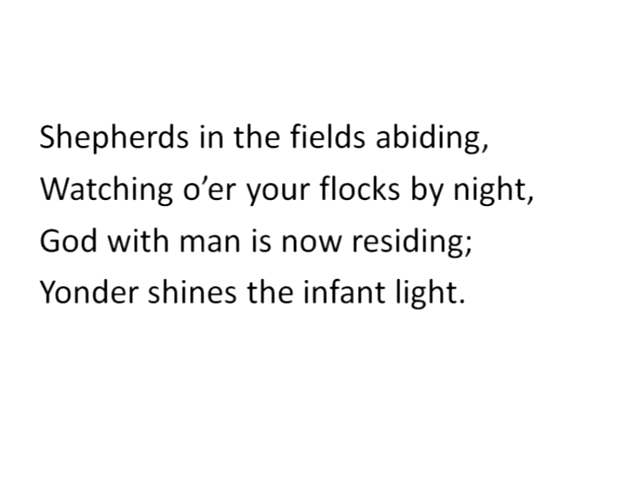 Shepherds in the fields abiding,
Watching o’er your flocks by night,
God with man is now residing;
Yonder shines the infant light.